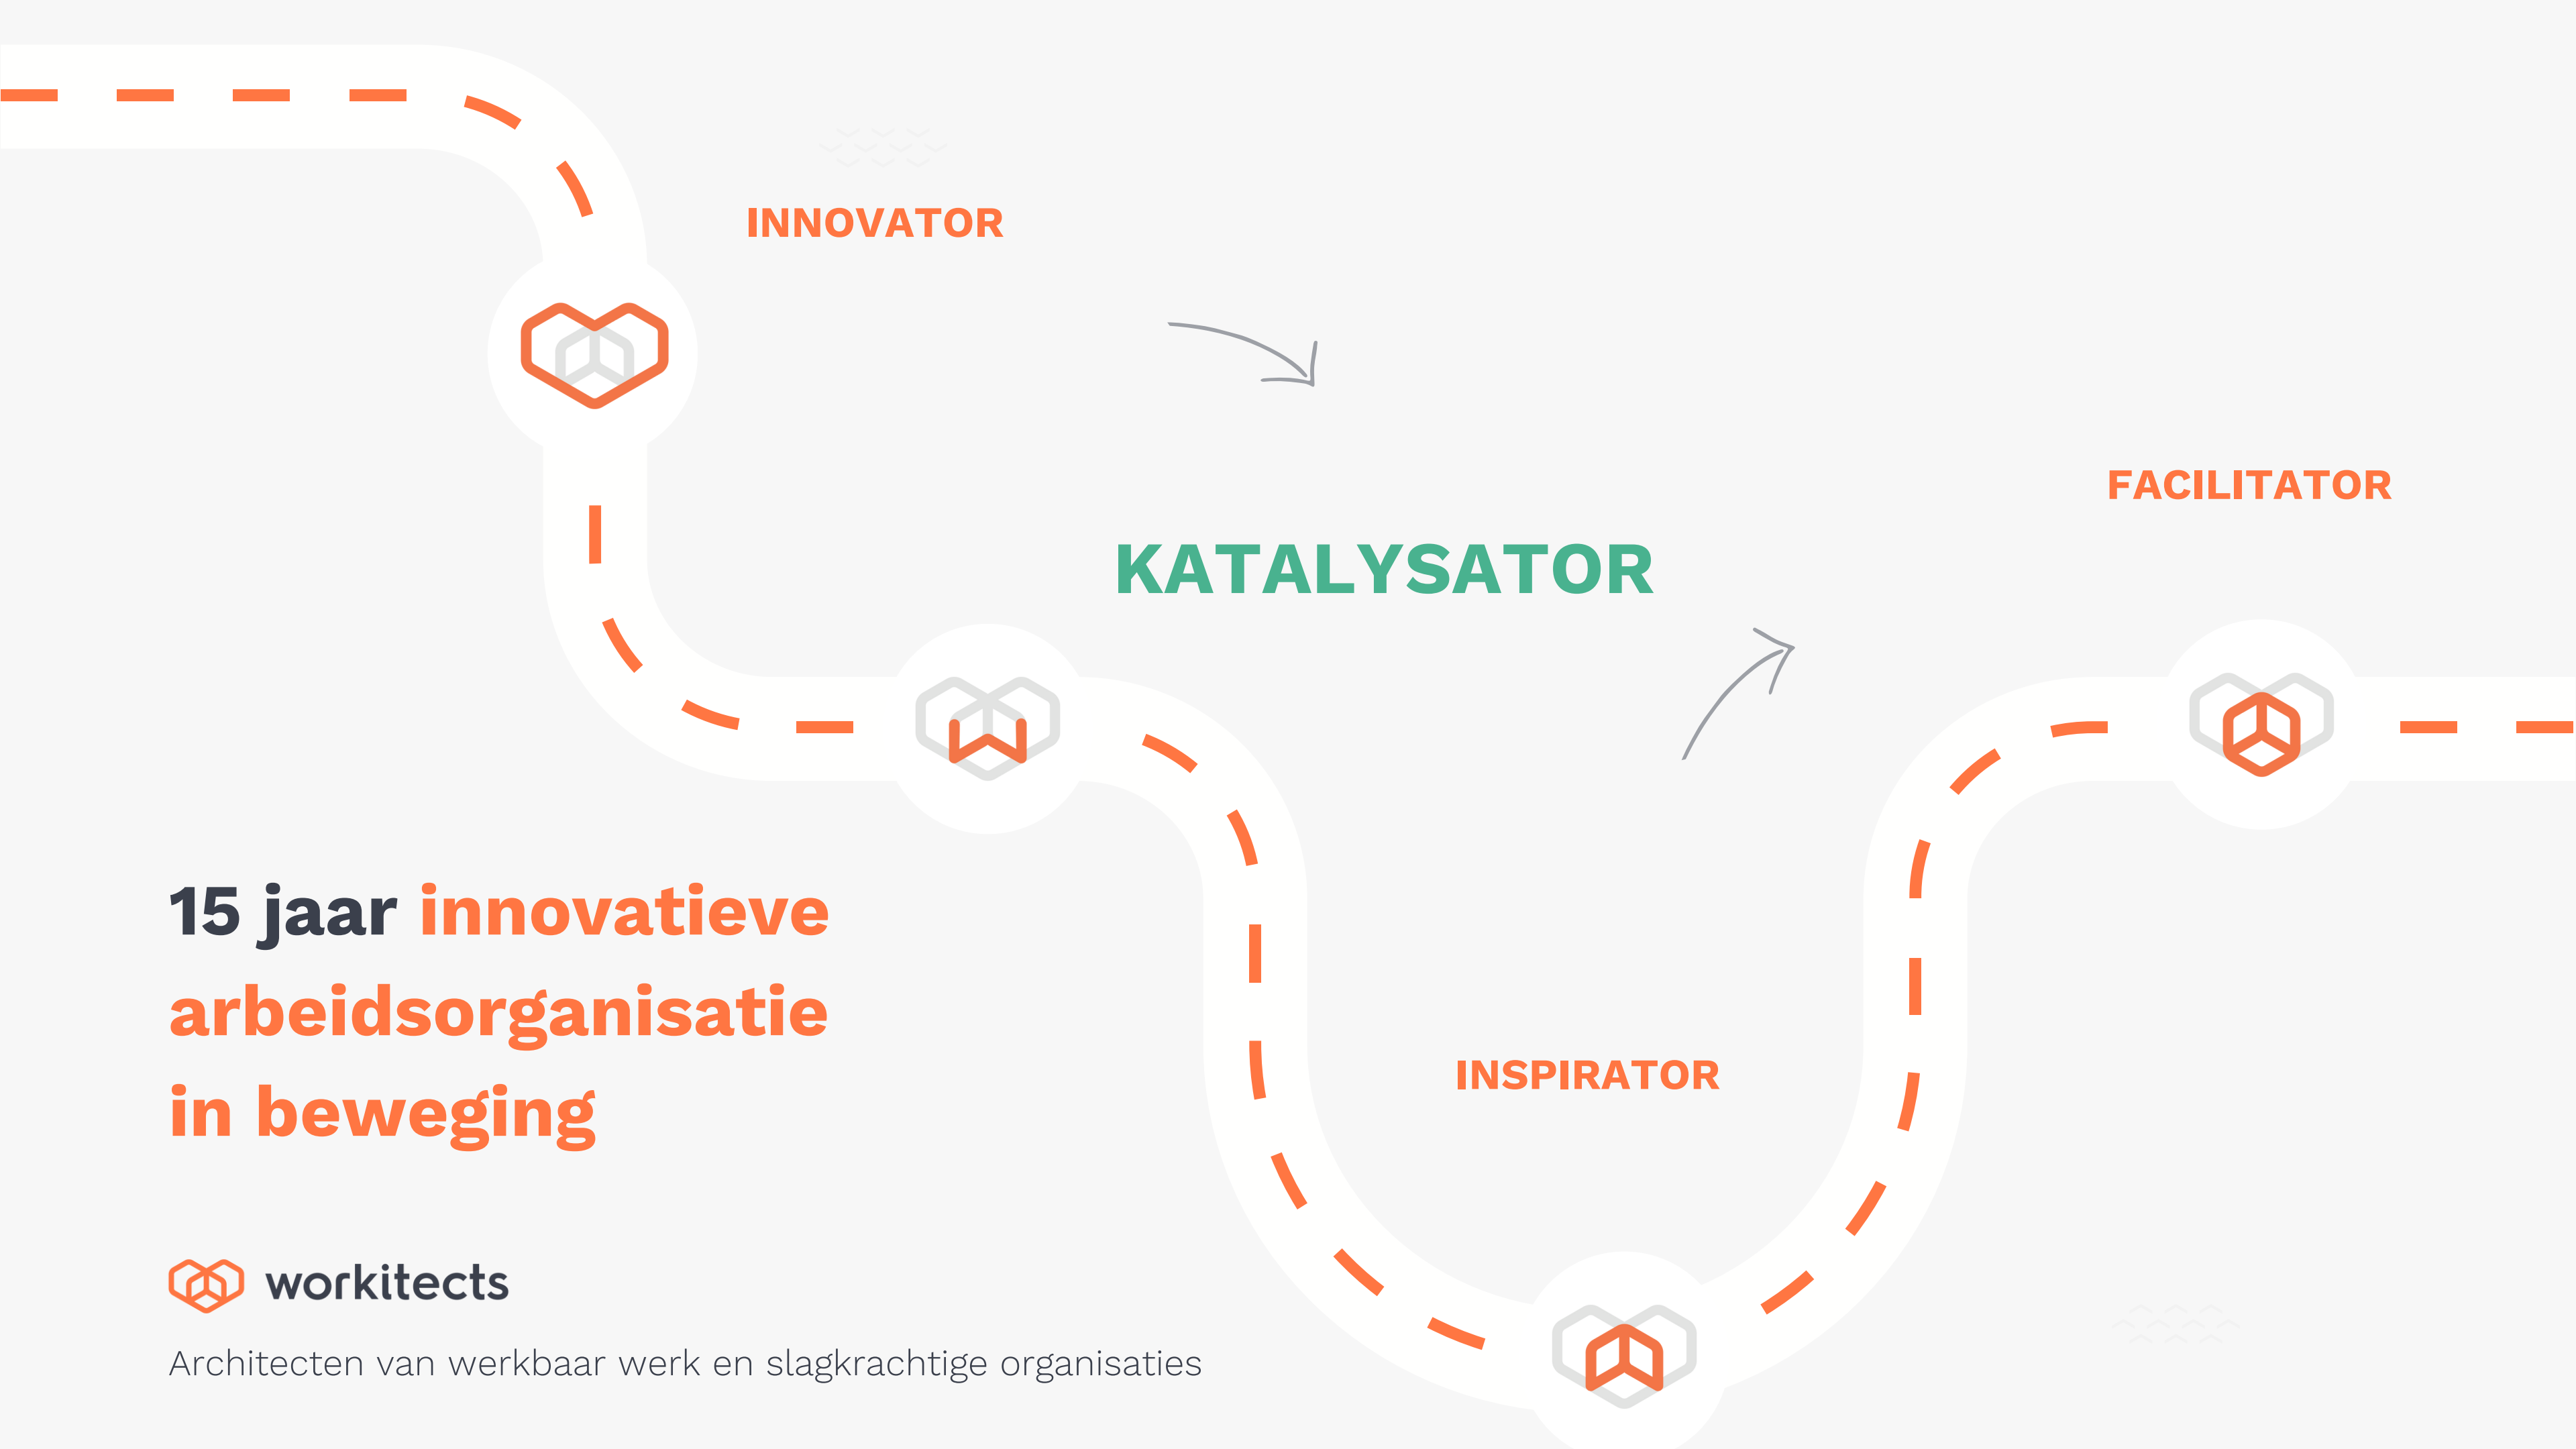 INNOVATOR
KATALYSATOR
FACILITATOR
INSPIRATOR
15 jaar innovatieve
arbeidsorganisatie
in beweging
workitects
Architecten van werkbaar werk en slagkrachtige organisaties